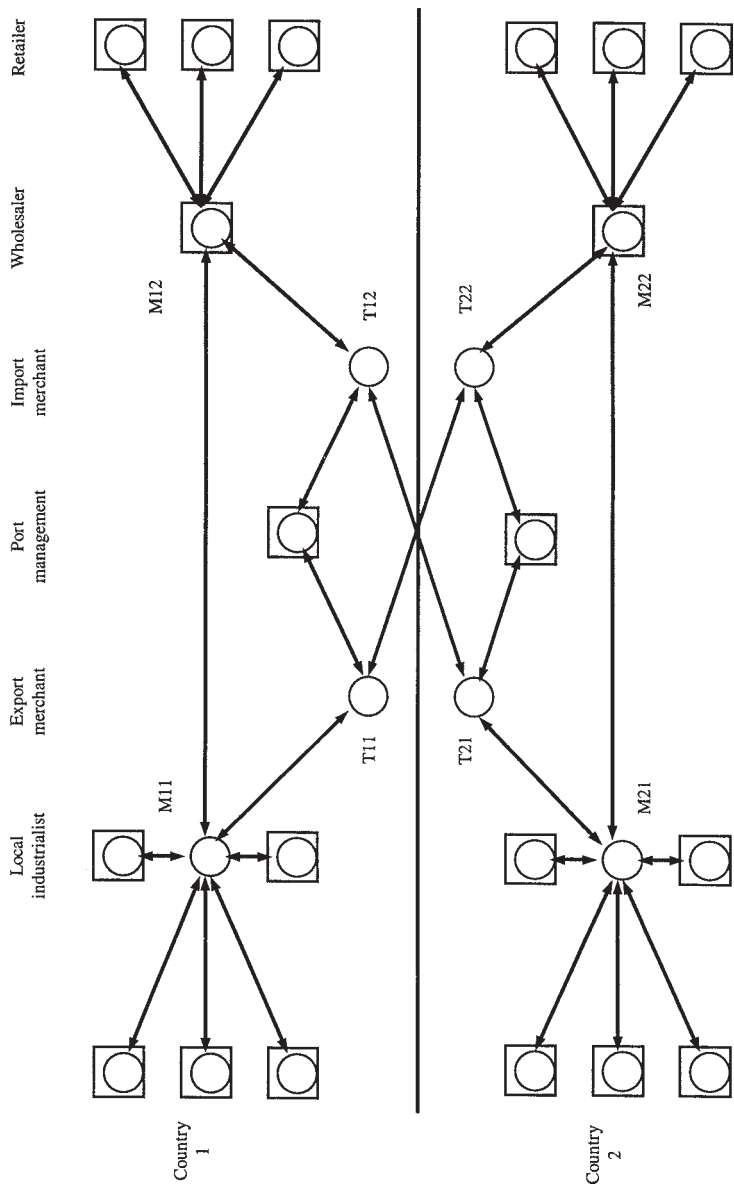 Local
industrialist
Export
merchant
Port
management
Import
merchant
Wholesaler
Retailer
M11
M12
T11
T12
Country
1
T21
T22
M21
M22
Country
2